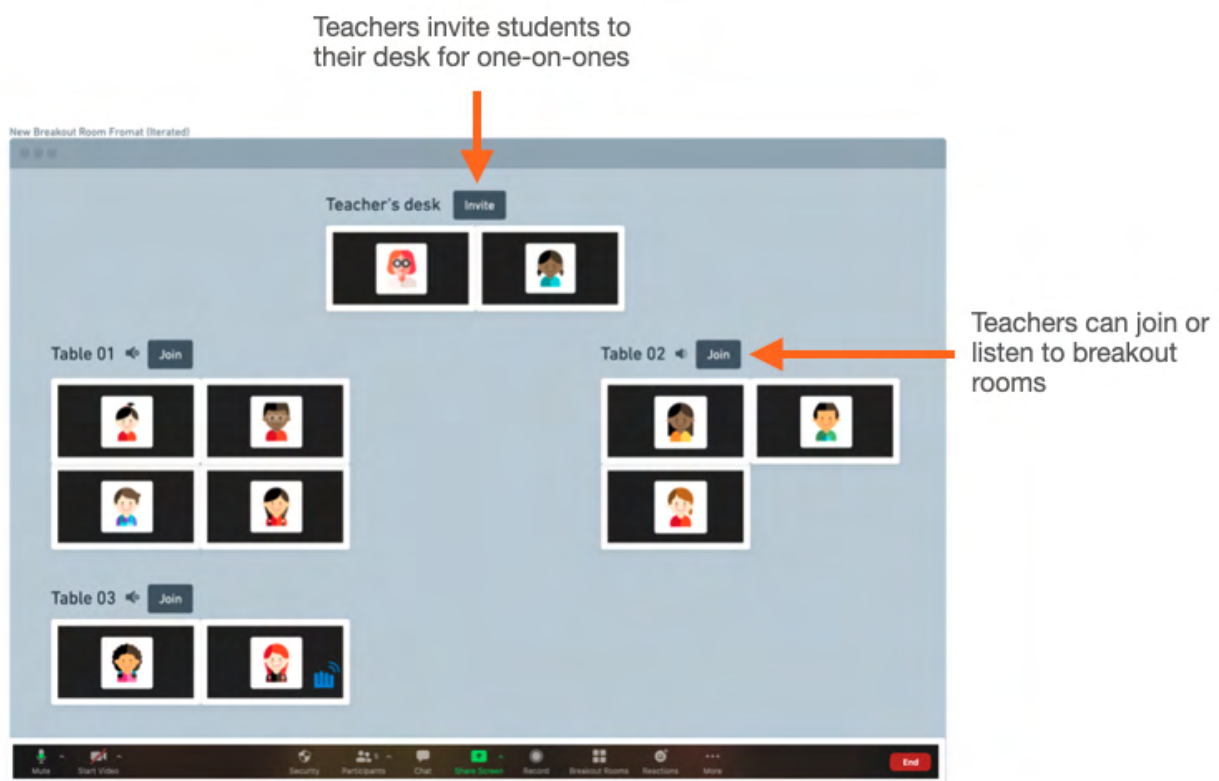 Teachers invite students to
their desk for one-on-ones
New Breakout Room Fromat (Iterated)
Teacher's desk Invite
Teachers can join or
listen to breakout
rooms
Table 01 Join
Table 02 Join
Table 03 Join
Mute Start Video Security Participants Chat Share Screen Record Breakout Rooms Reactions More End